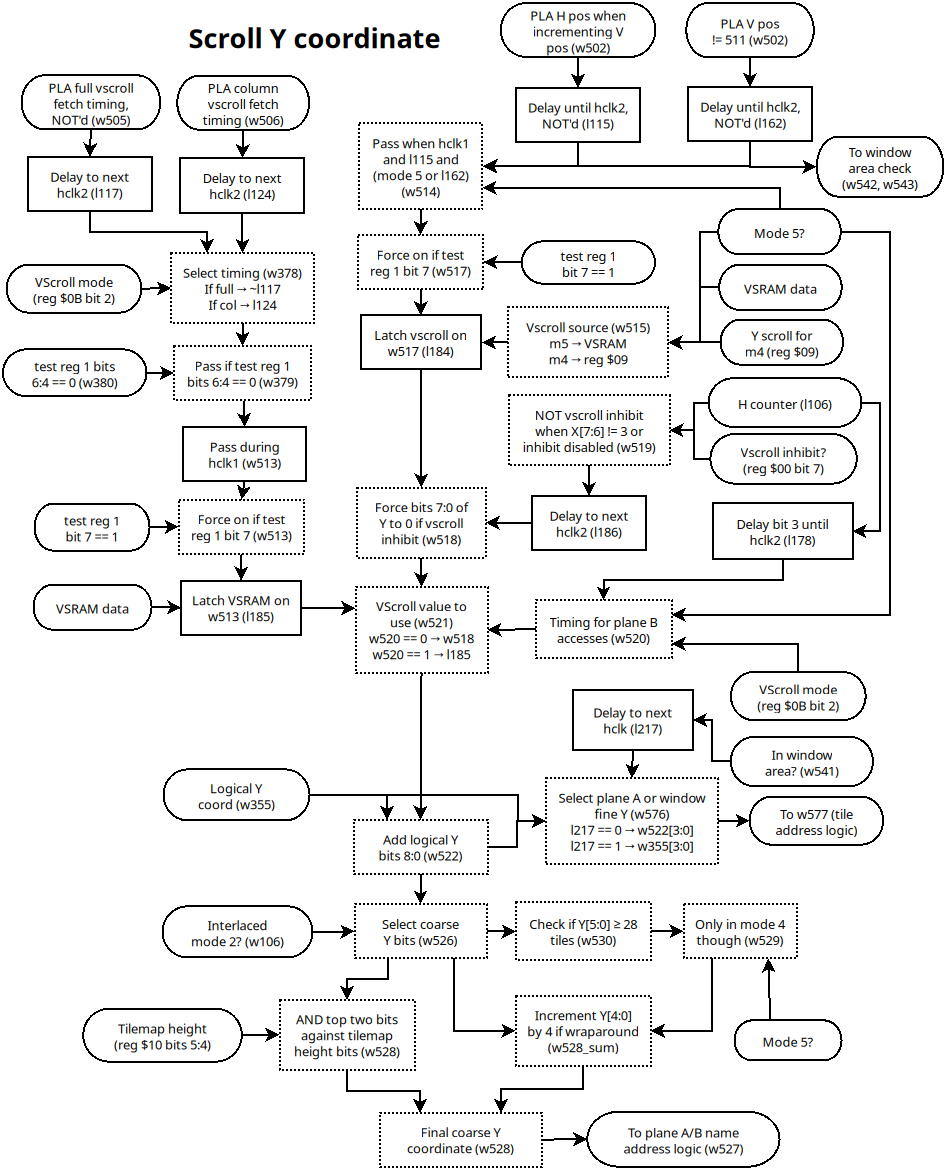 Scroll Y coordinate
PLA H pos when
incrementing V
pos (w502)
PLA V pos
!= 511 (w502)
PLA full vscroll
fetch timing,
NOT'd (w505)
PLA column
vscroll fetch
timing (w506)
Delay until hclk2,
NOT'd (l115)
Delay until hclk2,
NOT'd (l162)
Pass when hclk1
and l115 and
(mode 5 or l162)
(w514)
To window
area check
(w542, w543)
Delay to next
hclk2 (l117)
Delay to next
hclk2 (l124)
Mode 5?
VScroll mode
(reg $0B bit 2)
Select timing (w378)
If full → ~l117
If col → l124
Force on if test
reg 1 bit 7 (w517)
test reg 1
bit 7 == 1
VSRAM data
Latch vscroll on
w517 (l184)
Vscroll source (w515)
m5 → VSRAM
m4 → reg $09
Y scroll for
m4 (reg $09)
test reg 1 bits
6:4 == 0 (w380)
Pass if test reg 1
bits 6:4 == 0 (w379)
H counter (l106)
NOT vscroll inhibit
when X[7:6] != 3 or
inhibit disabled (w519)
Vscroll inhibit?
(reg $00 bit 7)
Pass during
hclk1 (w513)
test reg 1
bit 7 == 1
Force on if test
reg 1 bit 7 (w513)
Force bits 7:0 of
Y to 0 if vscroll
inhibit (w518)
Delay to next
hclk2 (l186)
Delay bit 3 until
hclk2 (l178)
VSRAM data
Latch VSRAM on
w513 (l185)
VScroll value to
use (w521)
w520 == 0 → w518
w520 == 1 → l185
Timing for plane B
accesses (w520)
VScroll mode
(reg $0B bit 2)
Delay to next
hclk (l217)
In window
area? (w541)
Logical Y
coord (w355)
Select plane A or window
fine Y (w576)
l217 == 0 → w522[3:0]
l217 == 1 → w355[3:0]
To w577 (tile
address logic)
Add logical Y
bits 8:0 (w522)
Interlaced
mode 2? (w106)
Select coarse
Y bits (w526)
Check if Y[5:0] ≥ 28
tiles (w530)
Only in mode 4
though (w529)
Tilemap height
(reg $10 bits 5:4)
AND top two bits
against tilemap
height bits (w528)
Increment Y[4:0]
by 4 if wraparound
(w528_sum)
Mode 5?
Final coarse Y
coordinate (w528)
To plane A/B name
address logic (w527)